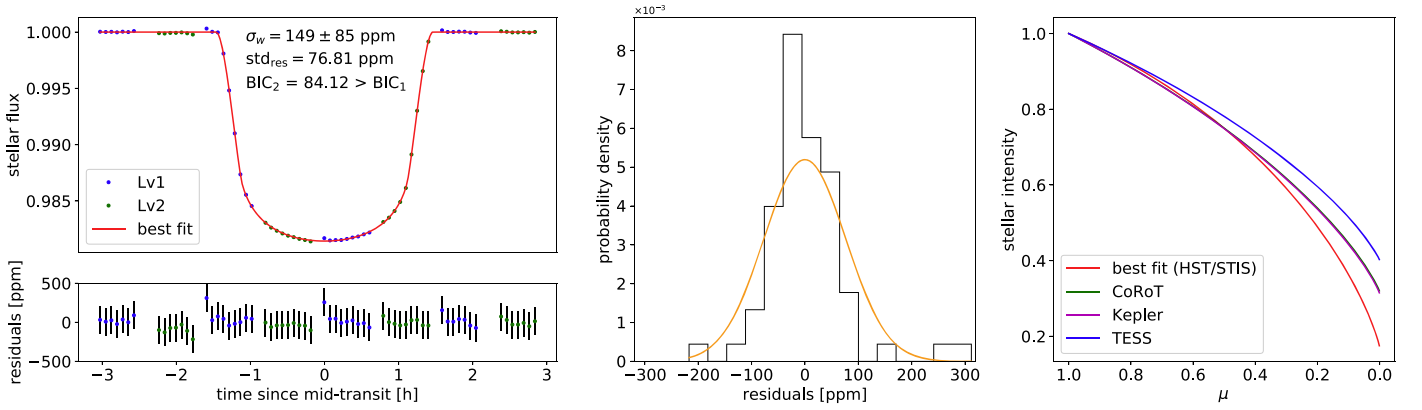 1.000
0.995
0.990
0.985
stellar flux
σw = 149 ± 85 ppm
stdres = 76.81 ppm
BIC2 = 84.12 > BIC1
Lv1
Lv2
best fit
500
0
−500
residuals [ppm]
−3 −2 −1 0 1 2 3
time since mid-transit [h]
×10−3
8
7
6
5
4
3
2
1
0
probability density
−300 −200 −100 0 100 200 300
residuals [ppm]
1.0
0.8
0.6
0.4
0.2
stellar intensity
best fit (HST/STIS)
CoRoT
Kepler
TESS
1.0 0.8 0.6 0.4 0.2 0.0
μ